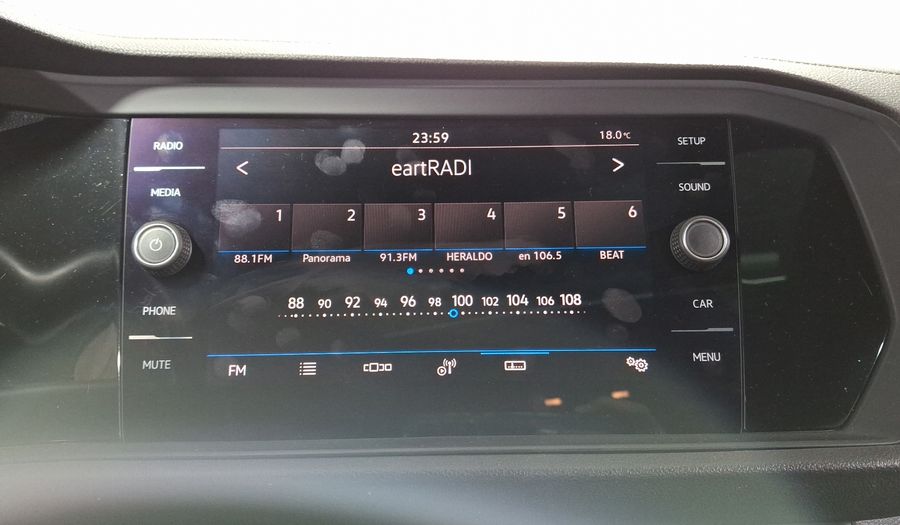 23:59
18.0°C
RADIO
SETUP
< eartRADI >
MEDIA
SOUND
1 2 3 4 5 6
88.1FM Panorama 91.3FM HERALDO en 106.5 BEAT
88 90 92 94 96 98 100 102 104 106 108
PHONE
CAR
MUTE
MENU
FM